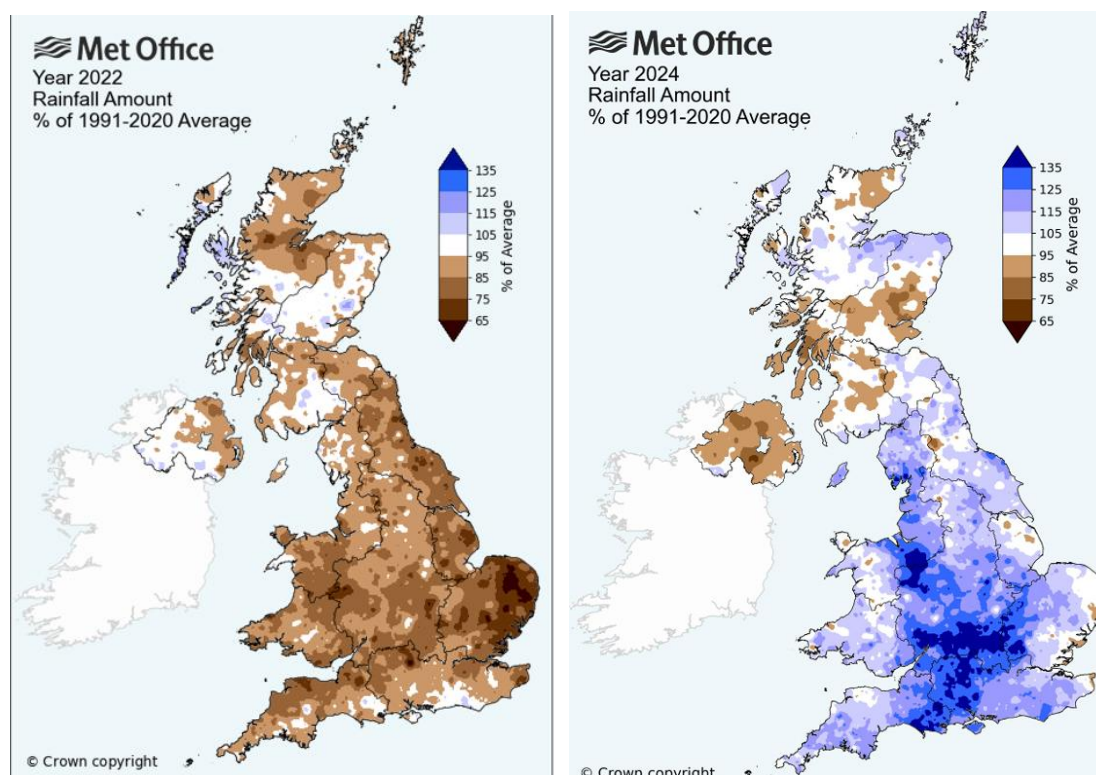 Met Office
Year 2022
Rainfall Amount
% of 1991-2020 Average
135
125
115
105
95
85
75
65
% of Average
© Crown copyright
Met Office
Year 2024
Rainfall Amount
% of 1991-2020 Average
135
125
115
105
95
85
75
65
% of Average
© Crown copyright